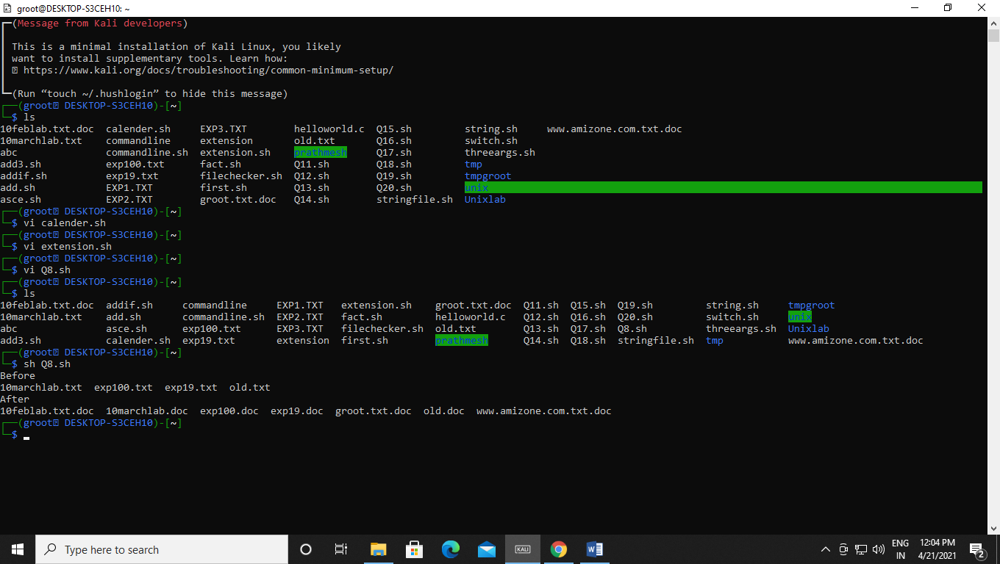 groot@DESKTOP-S3CEH10: ~
(Message from Kali developers)
This is a minimal installation of Kali Linux, you likely
want to install supplementary tools. Learn how:
https://www.kali.org/docs/troubleshooting/common-minimum-setup/
(Run “touch ~/.hushlogin” to hide this message)
(groot DESKTOP-S3CEH10)-[~]
$ ls
10feblab.txt.doc calender.sh EXP3.TXT helloworld.c Q15.sh string.sh www.amizone.com.txt.doc
10marchlab.txt commandline extension old.txt Q16.sh switch.sh
abc commandline.sh extension.sh prathmesh Q17.sh threeargs.sh
add3.sh exp100.txt fact.sh Q11.sh Q18.sh tmp
addif.sh exp19.txt filechecker.sh Q12.sh Q19.sh tmpgroot
add.sh EXP1.TXT first.sh Q13.sh Q20.sh unix
asce.sh EXP2.TXT groot.txt.doc Q14.sh stringfile.sh Unixlab
(groot DESKTOP-S3CEH10)-[~]
$ vi calender.sh
(groot DESKTOP-S3CEH10)-[~]
$ vi extension.sh
(groot DESKTOP-S3CEH10)-[~]
$ vi Q8.sh
(groot DESKTOP-S3CEH10)-[~]
$ ls
10feblab.txt.doc addif.sh commandline EXP1.TXT extension.sh groot.txt.doc Q11.sh Q15.sh Q19.sh string.sh tmpgroot
10marchlab.txt add.sh commandline.sh EXP2.TXT fact.sh helloworld.c Q12.sh Q16.sh Q20.sh switch.sh unix
abc asce.sh exp100.txt EXP3.TXT filechecker.sh old.txt Q13.sh Q17.sh Q8.sh threeargs.sh Unixlab
add3.sh calender.sh exp19.txt extension first.sh prathmesh Q14.sh Q18.sh stringfile.sh tmp www.amizone.com.txt.doc
(groot DESKTOP-S3CEH10)-[~]
$ sh Q8.sh
Before
10marchlab.txt exp100.txt exp19.txt old.txt
After
10feblab.txt.doc 10marchlab.doc exp100.doc exp19.doc groot.txt.doc old.doc www.amizone.com.txt.doc
(groot DESKTOP-S3CEH10)-[~]
$
Type here to search
KALI
W
ENG
IN
12:04 PM
4/21/2021
2